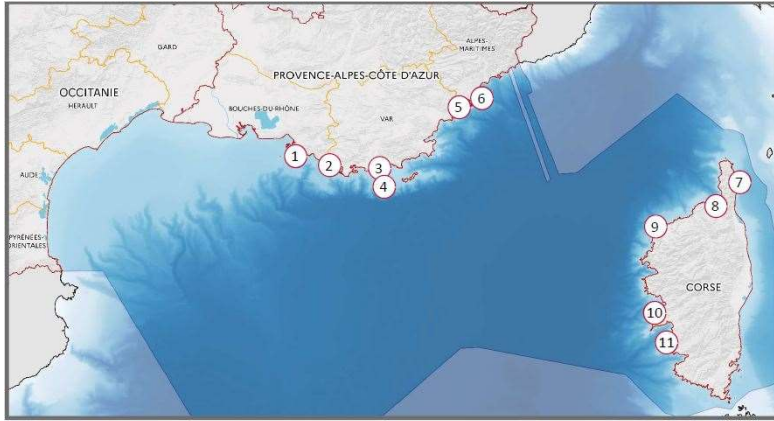 GARD
ALPES-
MARITIMES
PROVENCE-ALPES-CÔTE D'AZUR
OCCITANIE
HÉRAULT
BOUCHES-DU-RHÔNE
VAR
5
6
1
2
3
4
AUDE
7
8
9
PYRÉNÉES-
ORIENTALES
CORSE
10
11